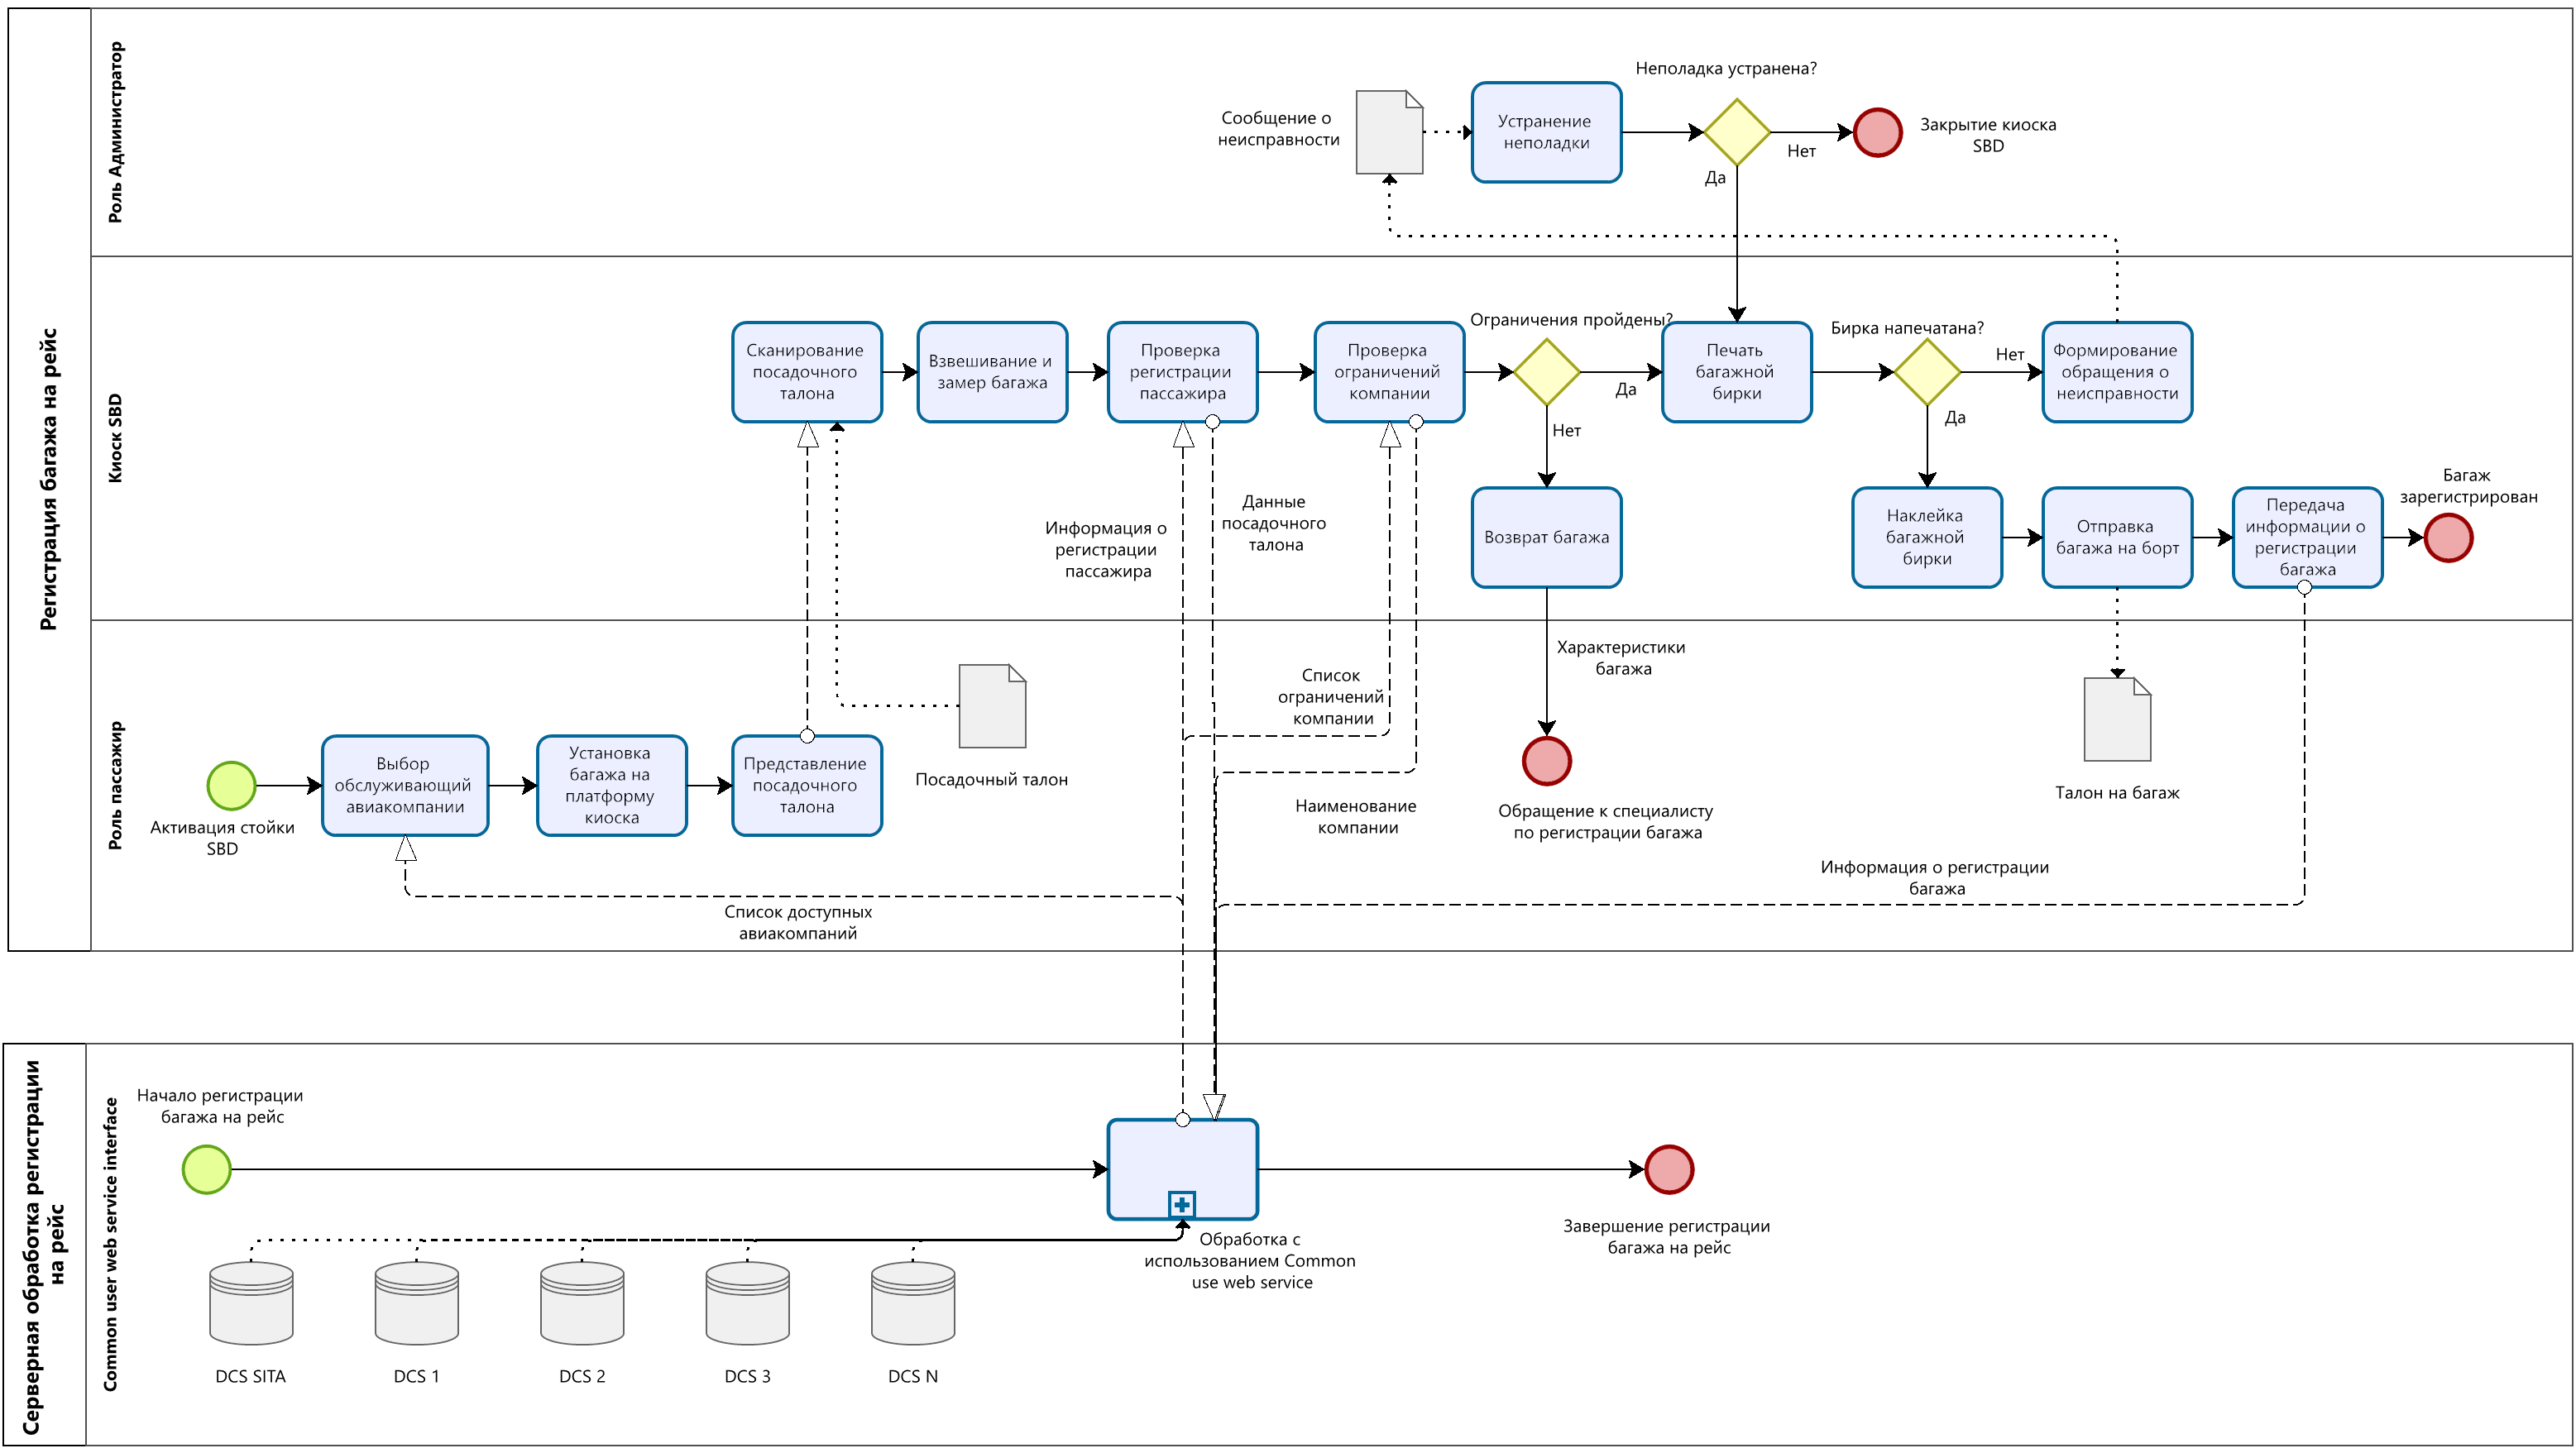 Регистрация багажа на рейс
Роль Администратор
Сообщение о
неисправности
Устранение
неполадки
Неполадка устранена?
Нет
Да
Закрытие киоска
SBD
Киоск SBD
Сканирование
посадочного
талона
Взвешивание и
замер багажа
Проверка
регистрации
пассажира
Проверка
ограничений
компании
Ограничения пройдены?
Да
Нет
Печать
багажной
бирки
Бирка напечатана?
Нет
Да
Формирование
обращения о
неисправности
Возврат багажа
Наклейка
багажной
бирки
Отправка
багажа на борт
Передача
информации о
регистрации
багажа
Багаж
зарегистрирован
Информация о
регистрации
пассажира
Данные
посадочного
талона
Роль пассажир
Активация стойки
SBD
Выбор
обслуживающий
авиакомпании
Установка
багажа на
платформу
киоска
Представление
посадочного
талона
Посадочный талон
Список
ограничений
компании
Наименование
компании
Характеристики
багажа
Обращение к специалисту
по регистрации багажа
Талон на багаж
Информация о регистрации
багажа
Список доступных
авиакомпаний
Серверная обработка регистрации
на рейс
Common user web service interface
Начало регистрации
багажа на рейс
Обработка с
использованием Common
use web service
Завершение регистрации
багажа на рейс
DCS SITA
DCS 1
DCS 2
DCS 3
DCS N